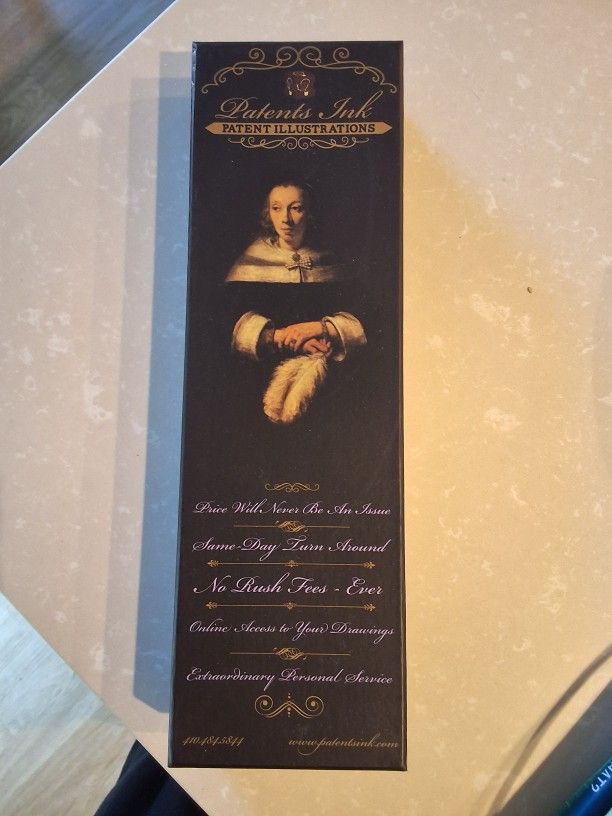 Patents Ink
PATENT ILLUSTRATIONS
Price Will Never Be An Issue
Same-Day Turn Around
No Rush Fees - Ever
Online Access to Your Drawings
Extraordinary Personal Service
410.484.5844 www.patentsink.com